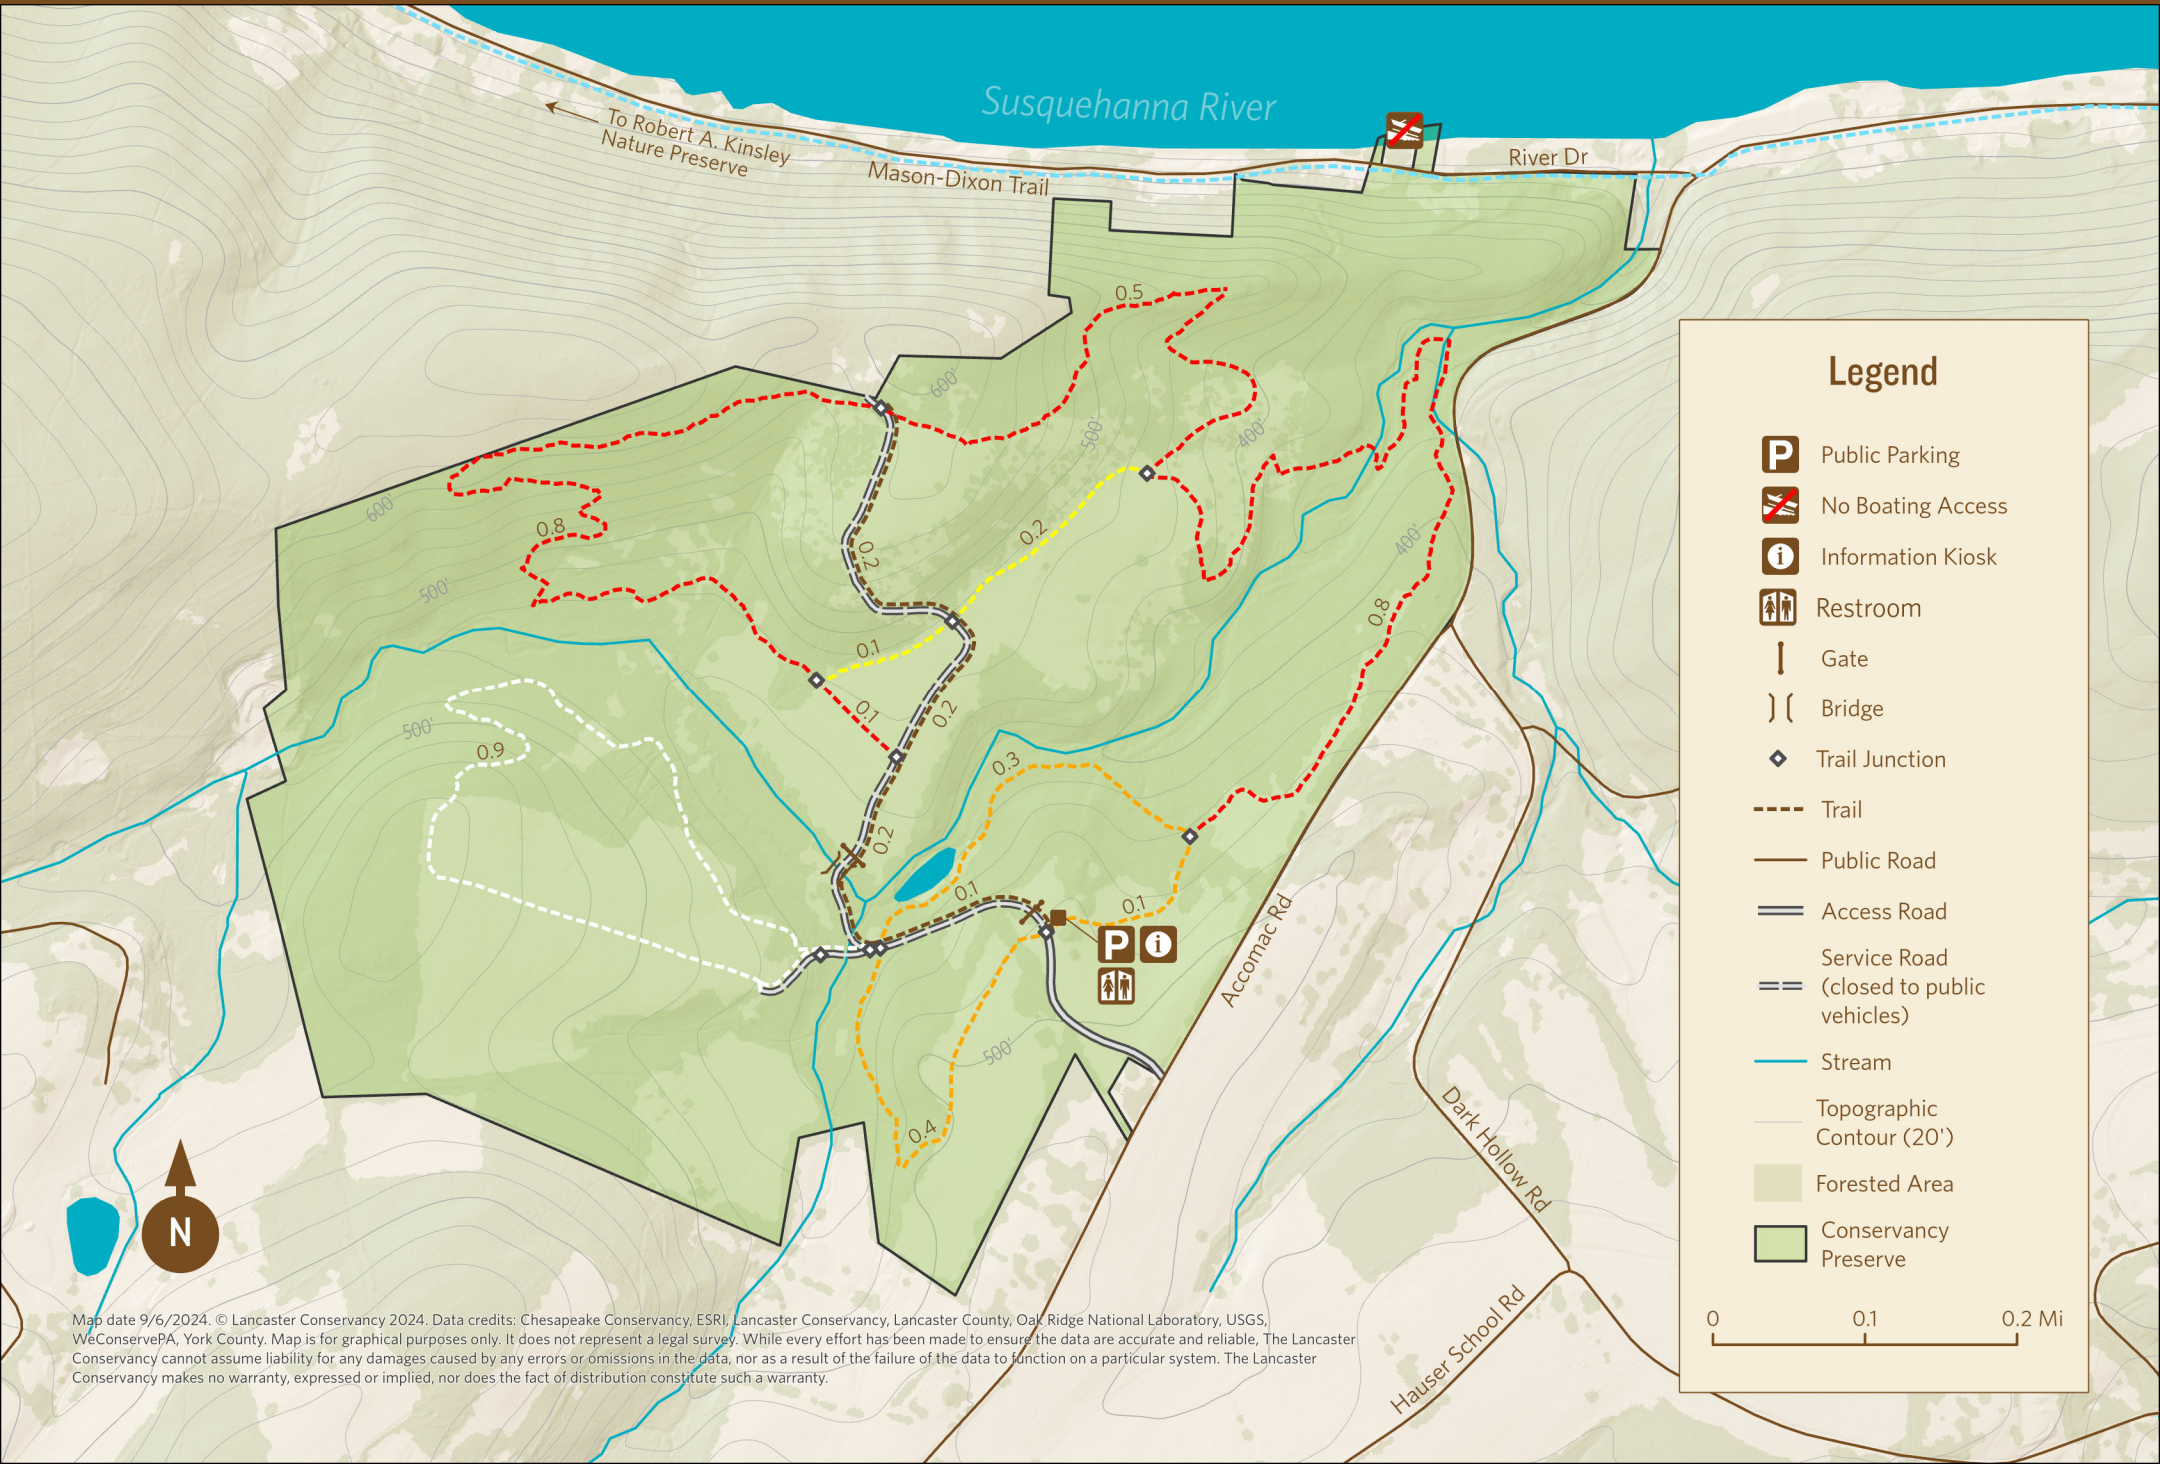 Susquehanna River
To Robert A. Kinsley
Nature Preserve
Mason-Dixon Trail
River Dr
0.5
600'
500'
400'
600'
0.8
0.2
0.2
500'
400'
0.8
0.1
0.1
0.2
500'
0.9
0.3
0.2
0.1
0.1
P i
Accomac Rd
500'
0.4
Dark Hollow Rd
Hauser School Rd
N
Legend
P Public Parking
No Boating Access
i Information Kiosk
Restroom
Gate
Bridge
Trail Junction
Trail
Public Road
Access Road
Service Road
(closed to public
vehicles)
Stream
Topographic
Contour (20')
Forested Area
Conservancy
Preserve
0 0.1 0.2 Mi
Map date 9/6/2024. © Lancaster Conservancy 2024. Data credits: Chesapeake Conservancy, ESRI, Lancaster Conservancy, Lancaster County, Oak Ridge National Laboratory, USGS,
WeConservePA, York County. Map is for graphical purposes only. It does not represent a legal survey. While every effort has been made to ensure the data are accurate and reliable, The Lancaster
Conservancy cannot assume liability for any damages caused by any errors or omissions in the data, nor as a result of the failure of the data to function on a particular system. The Lancaster
Conservancy makes no warranty, expressed or implied, nor does the fact of distribution constitute such a warranty.